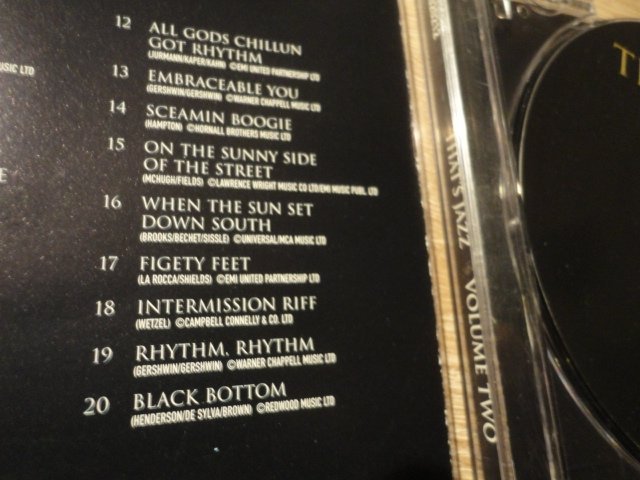 USIC LTD
E
12 ALL GODS CHILLUN
GOT RHYTHM
(JURMANN/KAPER/KAHN) ©EMI UNITED PARTNERSHIP LTD
13 EMBRACEABLE YOU
(GERSHWIN/GERSHWIN) ©WARNER CHAPPELL MUSIC LTD
14 SCEAMIN BOOGIE
(HAMPTON) ©HORNALL BROTHERS MUSIC LTD
15 ON THE SUNNY SIDE
OF THE STREET
(MCHUGH/FIELDS) ©LAWRENCE WRIGHT MUSIC CO LTD/EMI MUSIC PUBL. LTD
16 WHEN THE SUN SET
DOWN SOUTH
(BROOKS/BECHET/SISSLE) ©UNIVERSAL/MCA MUSIC LTD
17 FIGETY FEET
(LA ROCCA/SHIELDS) ©EMI UNITED PARTNERSHIP LTD
18 INTERMISSION RIFF
(WETZEL) ©CAMPBELL CONNELLY & CO. LTD
19 RHYTHM, RHYTHM
(GERSHWIN/GERSHWIN) ©WARNER CHAPPELL MUSIC LTD
20 BLACK BOTTOM
(HENDERSON/DE SYLVA/BROWN) ©REDWOOD MUSIC LTD
THAT'S JAZZ VOLUME TWO
T